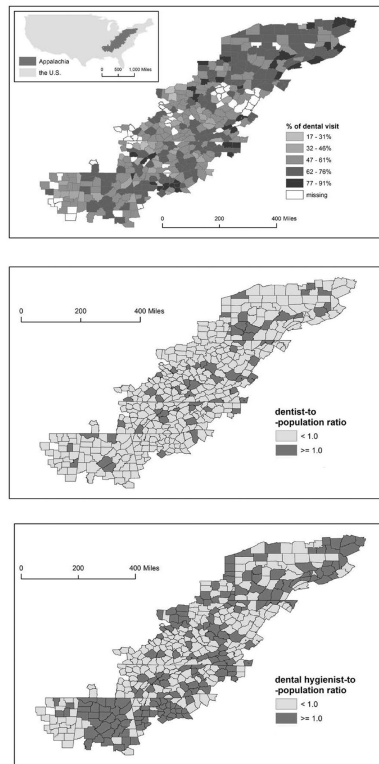 Appalachia
the U.S.
0 500 1,000 Miles
% of dental visit
17 - 31%
32 - 46%
47 - 61%
62 - 76%
77 - 91%
missing
0 200 400 Miles
0 200 400 Miles
dentist-to
-population ratio
< 1.0
>= 1.0
0 200 400 Miles
dental hygienist-to
-population ratio
< 1.0
>= 1.0